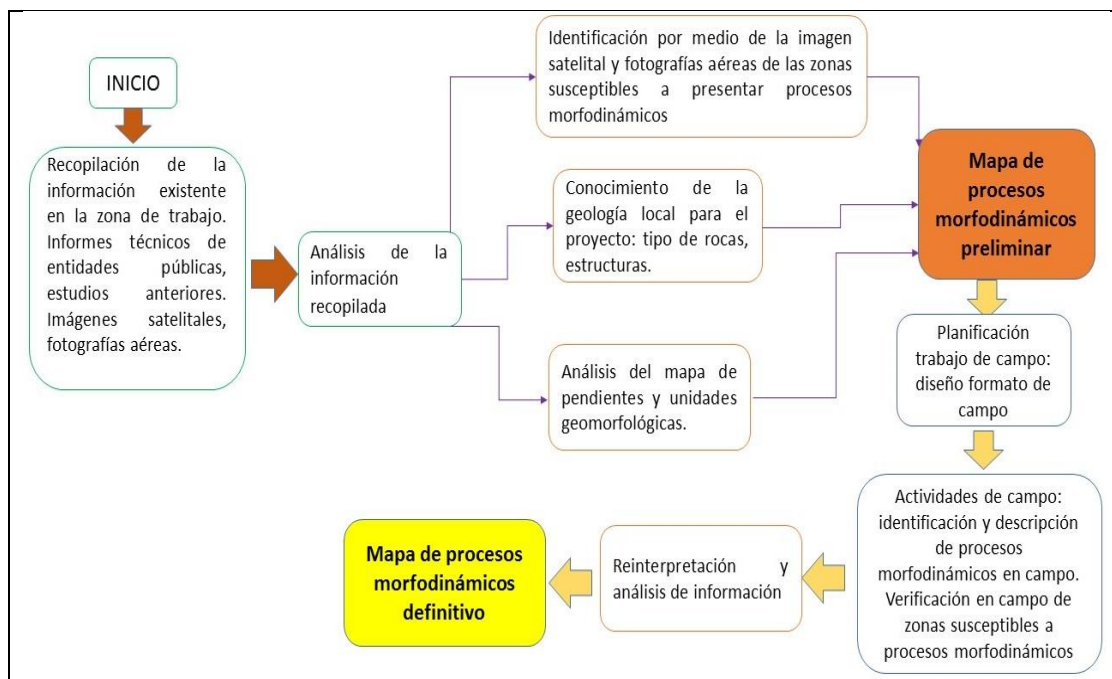 INICIO
Recopilación de la
información existente
en la zona de trabajo.
Informes técnicos de
entidades públicas,
estudios anteriores.
Imágenes satelitales,
fotografías aéreas.
Análisis de la
información
recopilada
Identificación por medio de la imagen
satelital y fotografías aéreas de las zonas
susceptibles a presentar procesos
morfodinámicos
Conocimiento de la
geología local para el
proyecto: tipo de rocas,
estructuras.
Análisis del mapa de
pendientes y unidades
geomorfológicas.
Mapa de
procesos
morfodinámicos
preliminar
Planificación
trabajo de campo:
diseño formato de
campo
Actividades de campo:
identificación y descripción
de procesos
morfodinámicos en campo.
Verificación en campo de
zonas susceptibles a
procesos morfodinámicos
Reinterpretación y
análisis de información
Mapa de procesos
morfodinámicos
definitivo